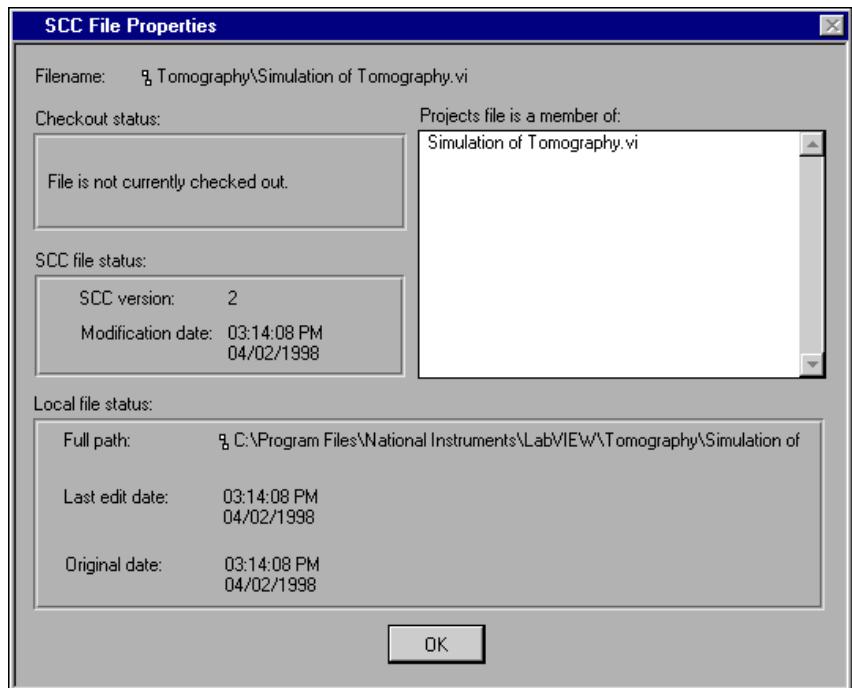 SCC File Properties
Filename: Tomography\Simulation of Tomography.vi
Checkout status:
File is not currently checked out.
Projects file is a member of:
Simulation of Tomography.vi
SCC file status:
SCC version: 2
Modification date: 03:14:08 PM
04/02/1998
Local file status:
Full path: C:\Program Files\National Instruments\LabVIEW\Tomography\Simulation of
Last edit date: 03:14:08 PM
04/02/1998
Original date: 03:14:08 PM
04/02/1998
OK